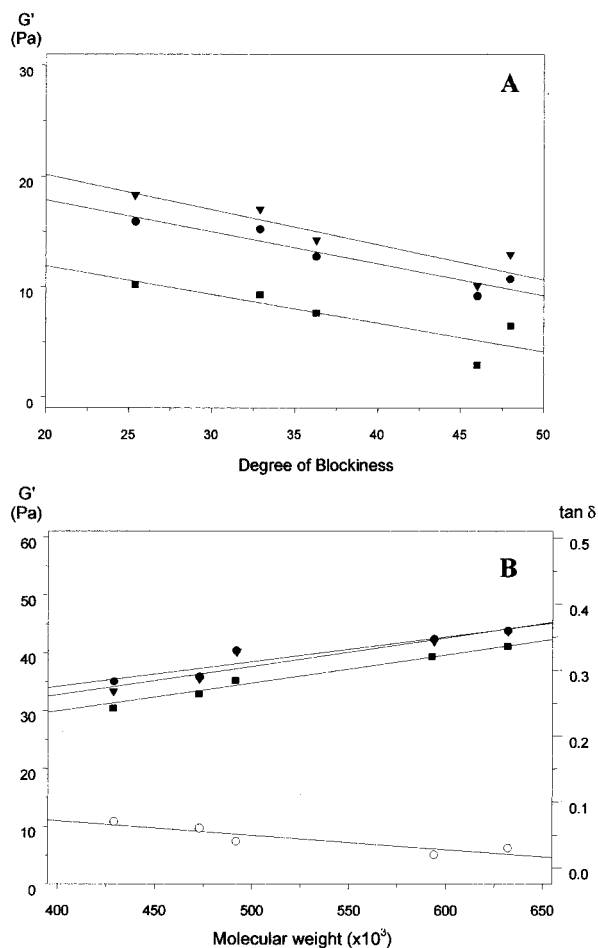 G'
(Pa)
A
30
20
10
0
20 25 30 35 40 45 50
Degree of Blockiness
G'
(Pa)
tan δ
B
60
50
40
30
20
10
0
0.5
0.4
0.3
0.2
0.1
0.0
400 450 500 550 600 650
Molecular weight (x10³)